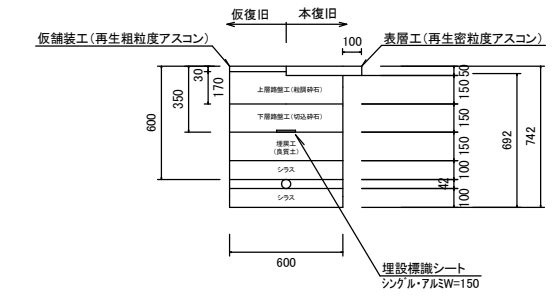 仮復旧 本復旧
仮舗装工(再生粗粒度アスコン)
100
表層工(再生密粒度アスコン)
30
170
350
600
上層路盤工(粒調砕石)
下層路盤工(切込砕石)
埋戻工
(良質土)
シラス
シラス
50
150
150
150
100
42
100
692
742
600
埋設標識シート
シングル・アルミW=150